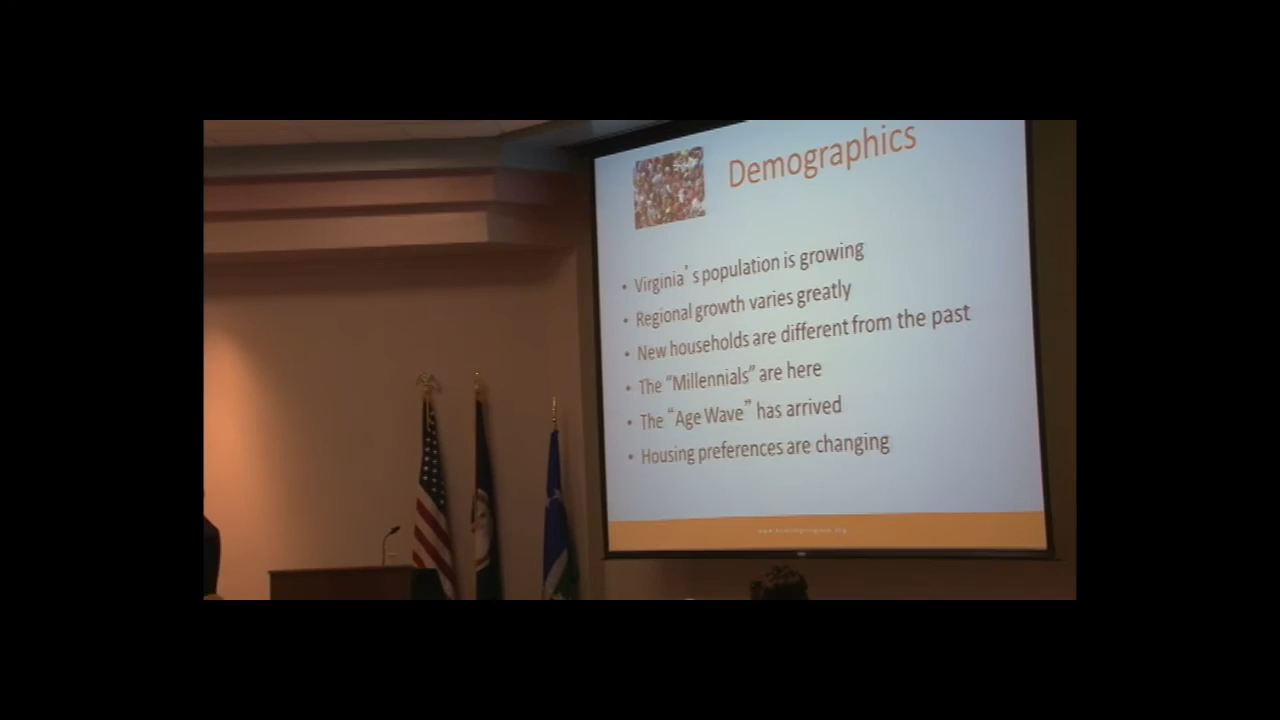 Demographics
• Virginia's population is growing
• Regional growth varies greatly
• New households are different from the past
• The “Millennials” are here
• The “Age Wave” has arrived
• Housing preferences are changing